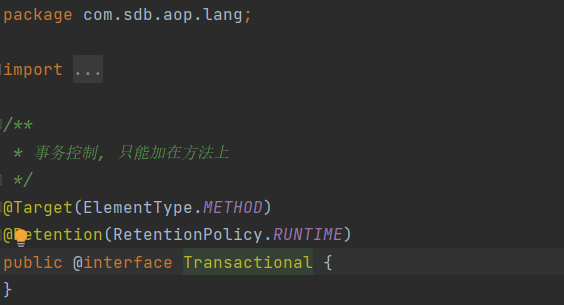 package com.sdb.aop.lang;
import ...
/**
* 事务控制, 只能加在方法上
*/
@Target(ElementType.METHOD)
@Retention(RetentionPolicy.RUNTIME)
public @interface Transactional {
}